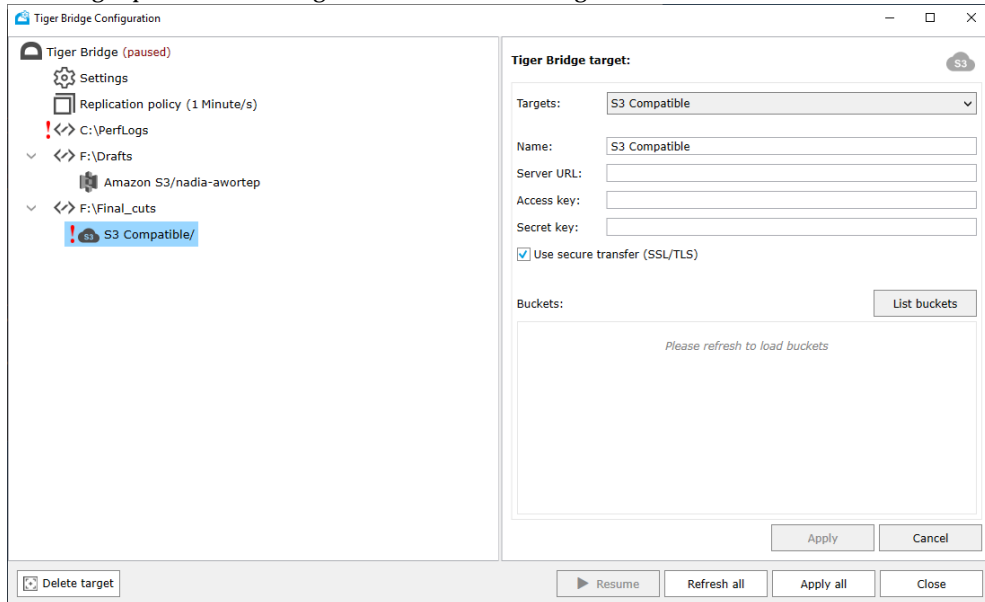 Tiger Bridge Configuration
Tiger Bridge (paused)
Settings
Replication policy (1 Minute/s)
C:\PerfLogs
F:\Drafts
Amazon S3/nadia-awortep
F:\Final_cuts
S3 Compatible/
Delete target
Tiger Bridge target:
S3
Targets: S3 Compatible
Name: S3 Compatible
Server URL:
Access key:
Secret key:
Use secure transfer (SSL/TLS)
Buckets: List buckets
Please refresh to load buckets
Apply Cancel
Resume Refresh all Apply all Close